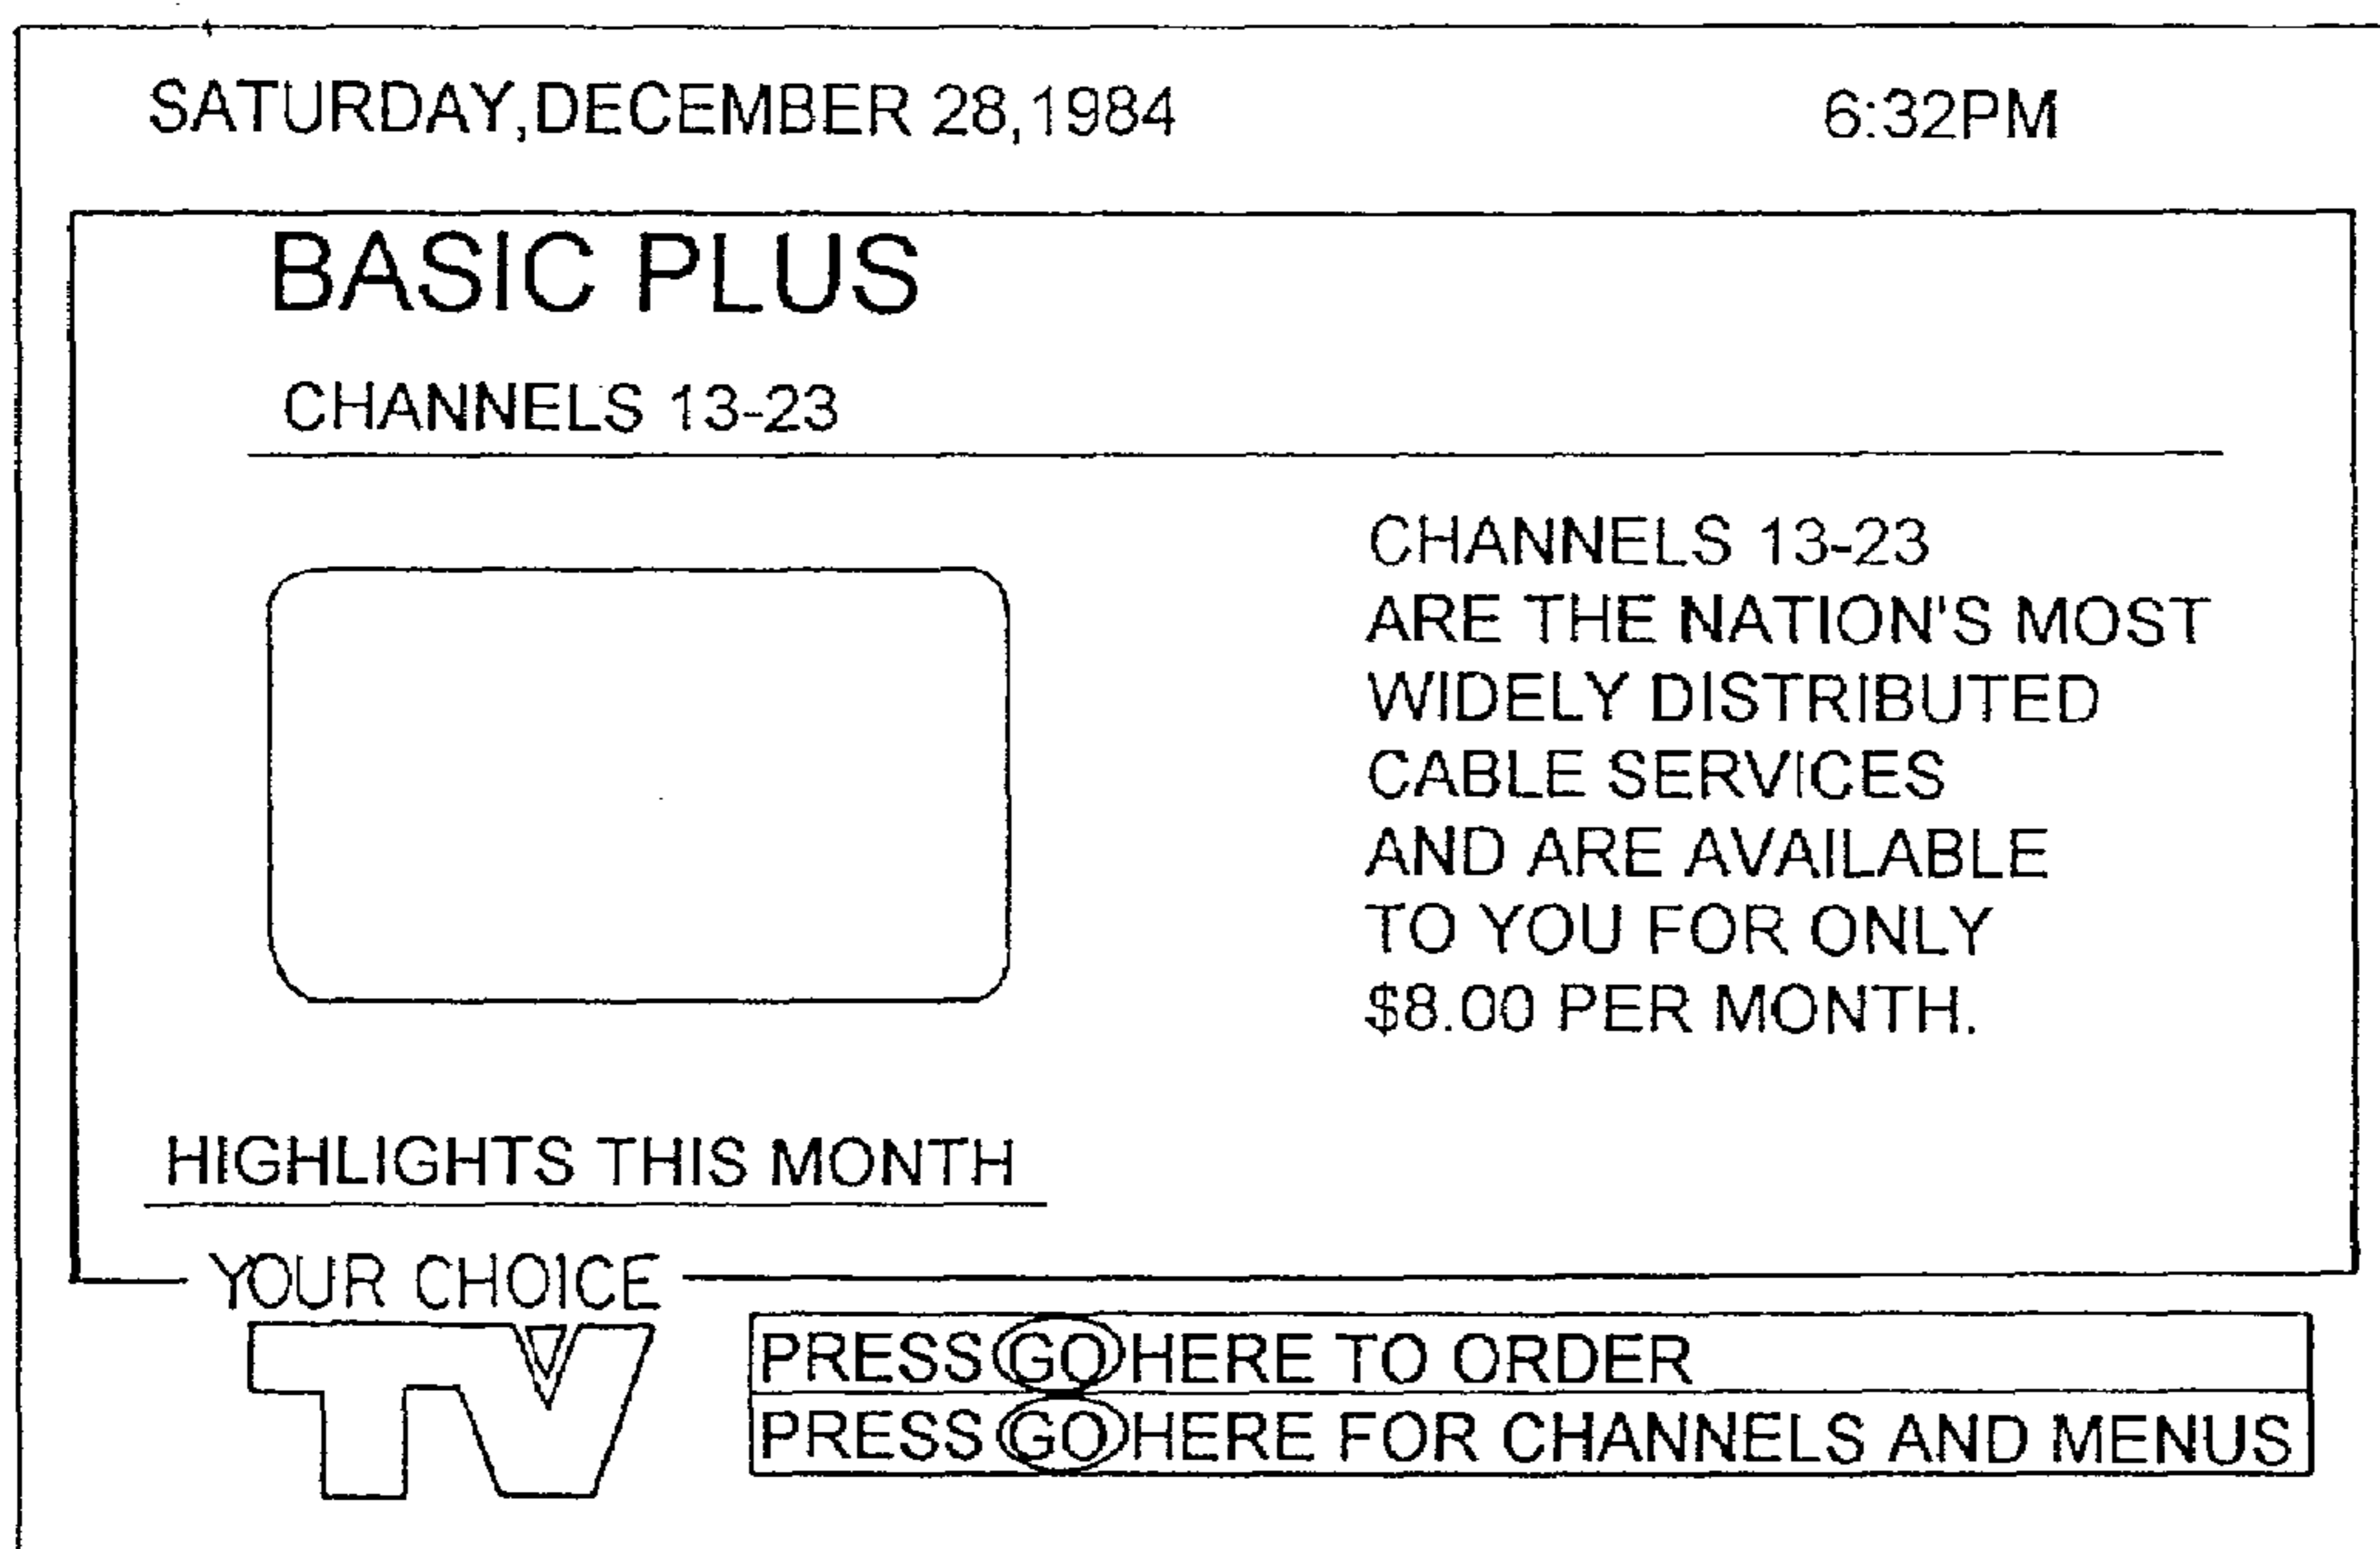 SATURDAY,DECEMBER 28,1984 6:32PM
BASIC PLUS
CHANNELS 13-23
CHANNELS 13-23
ARE THE NATION'S MOST
WIDELY DISTRIBUTED
CABLE SERVICES
AND ARE AVAILABLE
TO YOU FOR ONLY
$8.00 PER MONTH.
HIGHLIGHTS THIS MONTH
YOUR CHOICE
TV
PRESS GO HERE TO ORDER
PRESS GO HERE FOR CHANNELS AND MENUS